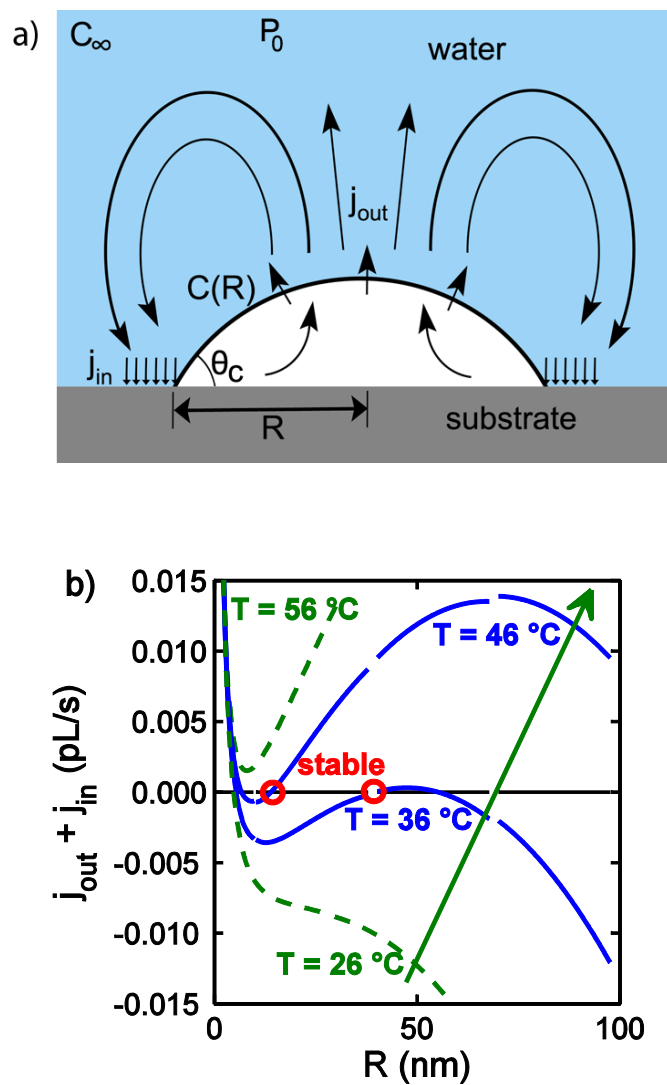 a)
C∞
P0
water
jout
C(R)
jin
θc
R
substrate
b)
0.015
0.010
0.005
0.000
-0.005
-0.010
-0.015
jout + jin (pL/s)
T = 56 °C
T = 46 °C
stable
T = 36 °C
T = 26 °C
0
50
100
R (nm)